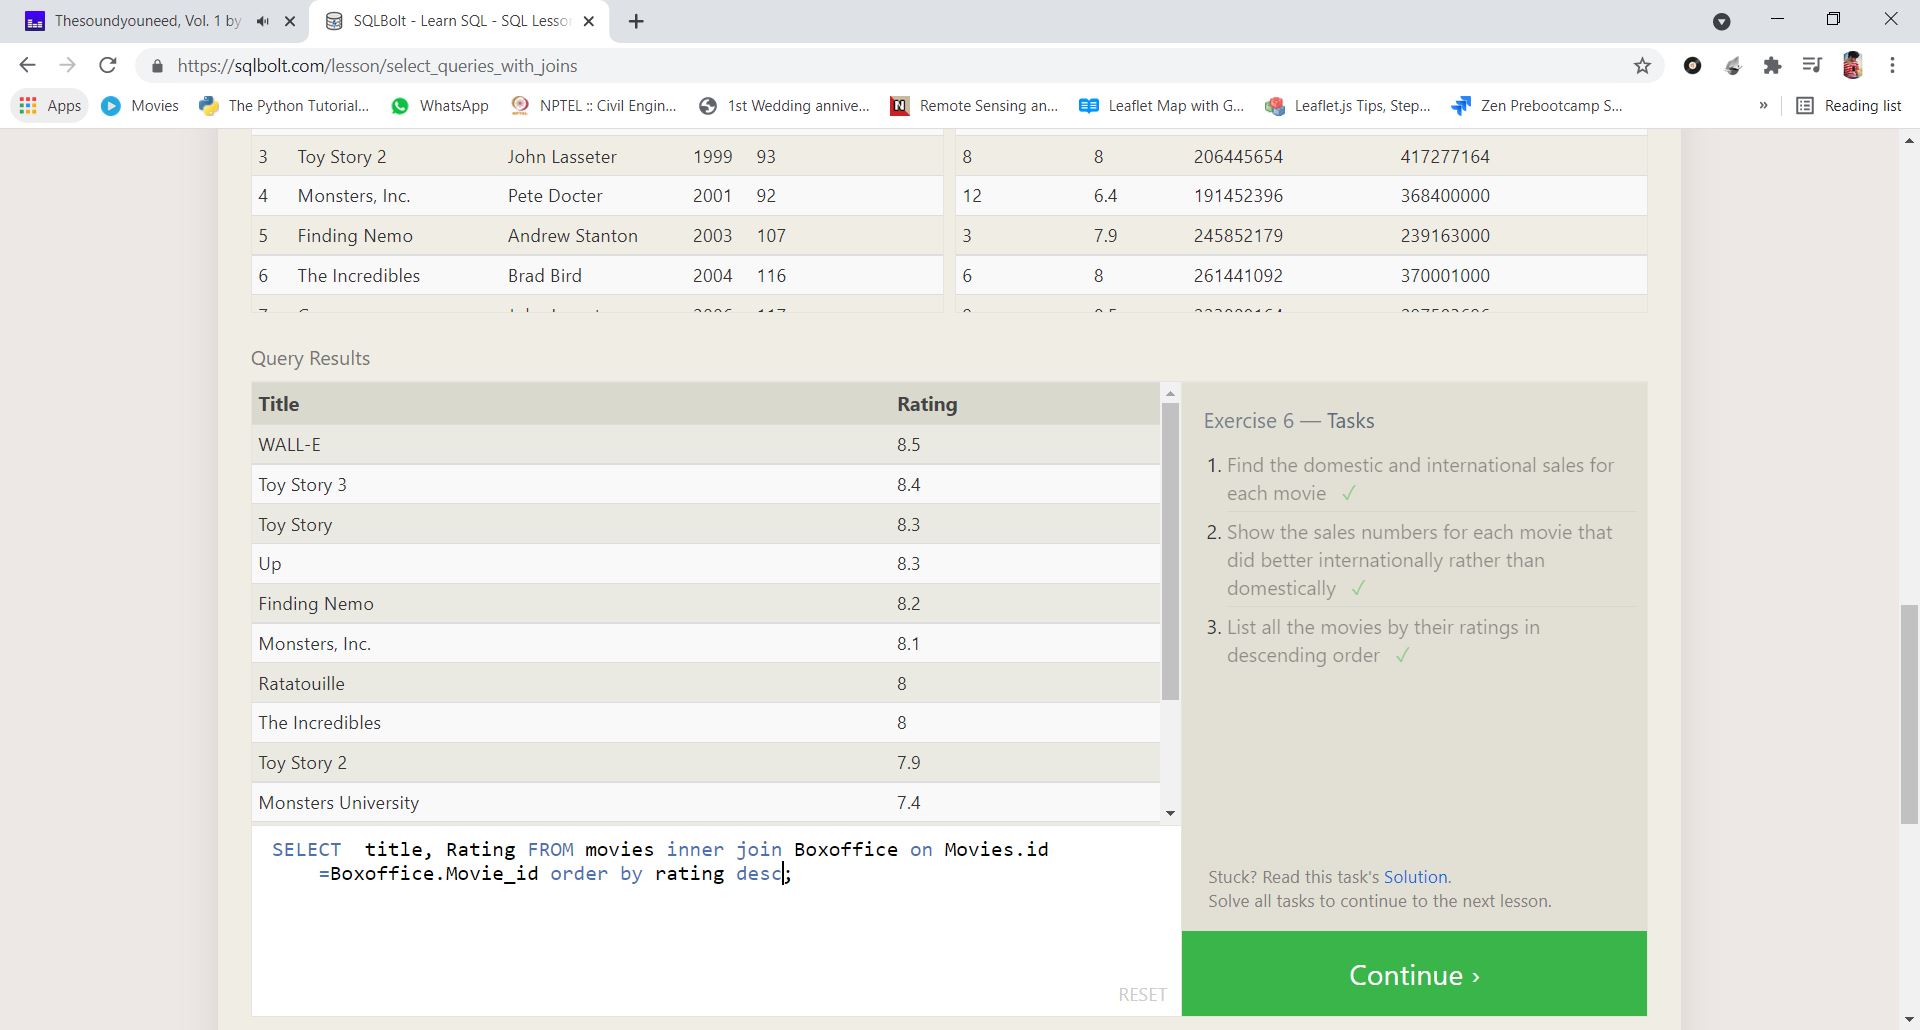 Thesoundyouneed, Vol. 1 by
SQLBolt - Learn SQL - SQL Lesso
https://sqlbolt.com/lesson/select_queries_with_joins
Apps Movies The Python Tutorial... WhatsApp NPTEL :: Civil Engin... 1st Wedding annive... Remote Sensing an... Leaflet Map with G... Leaflet.js Tips, Step... Zen Prebootcamp S... » Reading list
3 Toy Story 2 John Lasseter 1999 93 8 8 206445654 417277164
4 Monsters, Inc. Pete Docter 2001 92 12 6.4 191452396 368400000
5 Finding Nemo Andrew Stanton 2003 107 3 7.9 245852179 239163000
6 The Incredibles Brad Bird 2004 116 6 8 261441092 370001000
Query Results
Title Rating
WALL-E 8.5
Toy Story 3 8.4
Toy Story 8.3
Up 8.3
Finding Nemo 8.2
Monsters, Inc. 8.1
Ratatouille 8
The Incredibles 8
Toy Story 2 7.9
Monsters University 7.4
SELECT  title, Rating FROM movies inner join Boxoffice on Movies.id
=Boxoffice.Movie_id order by rating desc;
RESET
Exercise 6 — Tasks
1. Find the domestic and international sales for
each movie ✓
2. Show the sales numbers for each movie that
did better internationally rather than
domestically ✓
3. List all the movies by their ratings in
descending order ✓
Stuck? Read this task's Solution.
Solve all tasks to continue to the next lesson.
Continue ›